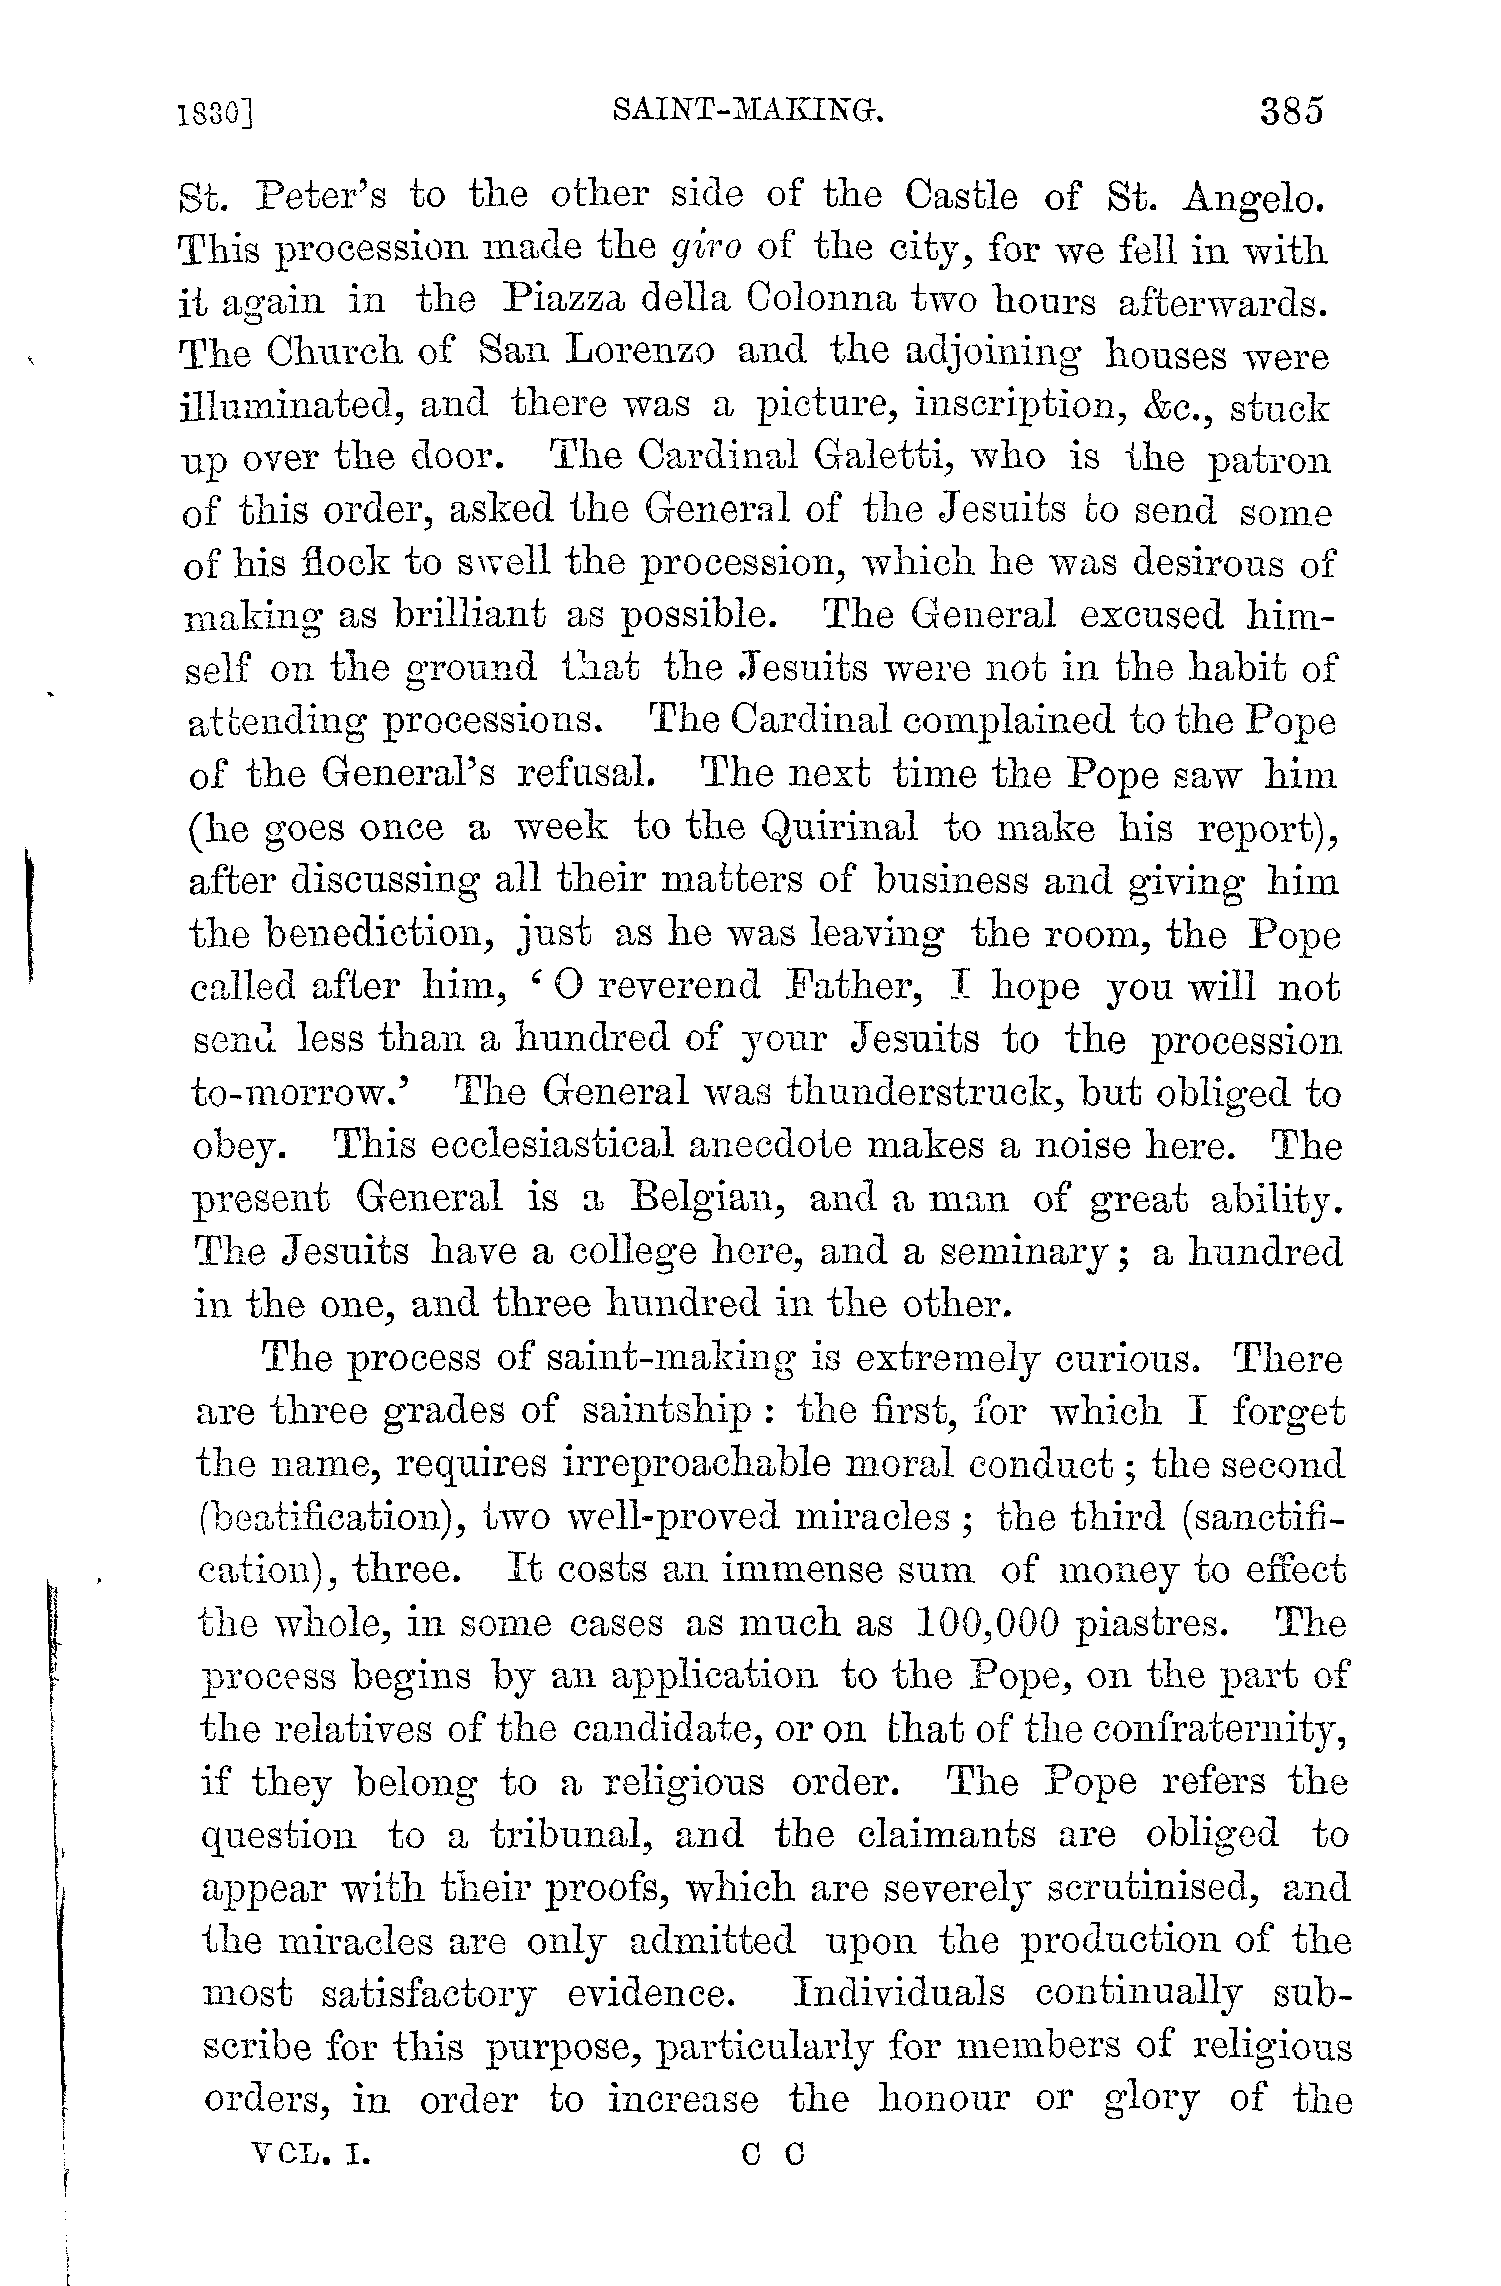 1830] SAINT-MAKING. 385
St. Peter's to the other side of the Castle of St. Angelo.
This procession made the giro of the city, for we fell in with
it again in the Piazza della Colonna two hours afterwards.
The Church of San Lorenzo and the adjoining houses were
illuminated, and there was a picture, inscription, &c., stuck
up over the door. The Cardinal Galetti, who is the patron
of this order, asked the General of the Jesuits to send some
of his flock to swell the procession, which he was desirous of
making as brilliant as possible. The General excused him-
self on the ground that the Jesuits were not in the habit of
attending processions. The Cardinal complained to the Pope
of the General's refusal. The next time the Pope saw him
(he goes once a week to the Quirinal to make his report),
after discussing all their matters of business and giving him
the benediction, just as he was leaving the room, the Pope
called after him, ‘ O reverend Father, I hope you will not
send less than a hundred of your Jesuits to the procession
to-morrow.’ The General was thunderstruck, but obliged to
obey. This ecclesiastical anecdote makes a noise here. The
present General is a Belgian, and a man of great ability.
The Jesuits have a college here, and a seminary ; a hundred
in the one, and three hundred in the other.
The process of saint-making is extremely curious. There
are three grades of saintship : the first, for which I forget
the name, requires irreproachable moral conduct ; the second
(beatification), two well-proved miracles ; the third (sanctifi-
cation), three. It costs an immense sum of money to effect
the whole, in some cases as much as 100,000 piastres. The
process begins by an application to the Pope, on the part of
the relatives of the candidate, or on that of the confraternity,
if they belong to a religious order. The Pope refers the
question to a tribunal, and the claimants are obliged to
appear with their proofs, which are severely scrutinised, and
the miracles are only admitted upon the production of the
most satisfactory evidence. Individuals continually sub-
scribe for this purpose, particularly for members of religious
orders, in order to increase the honour or glory of the
VOL. I. C C